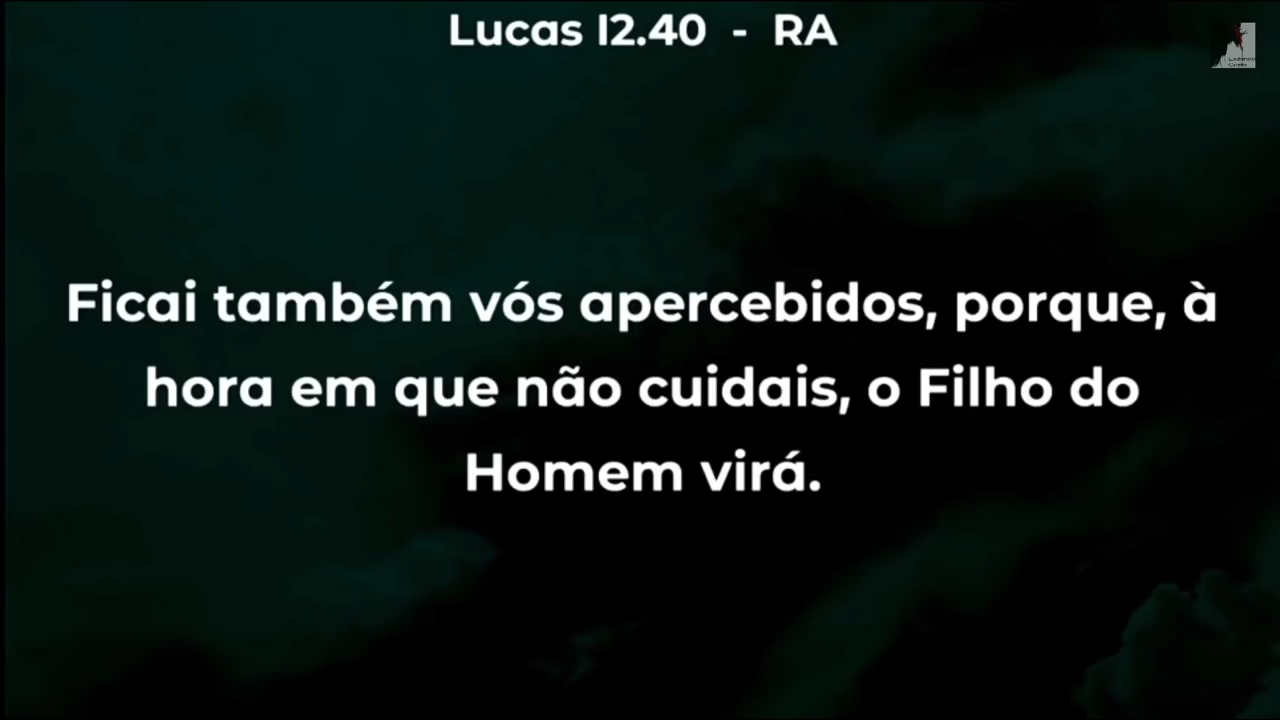 Lucas 12.40 - RA
Ficai também vós apercebidos, porque, à
hora em que não cuidais, o Filho do
Homem virá.